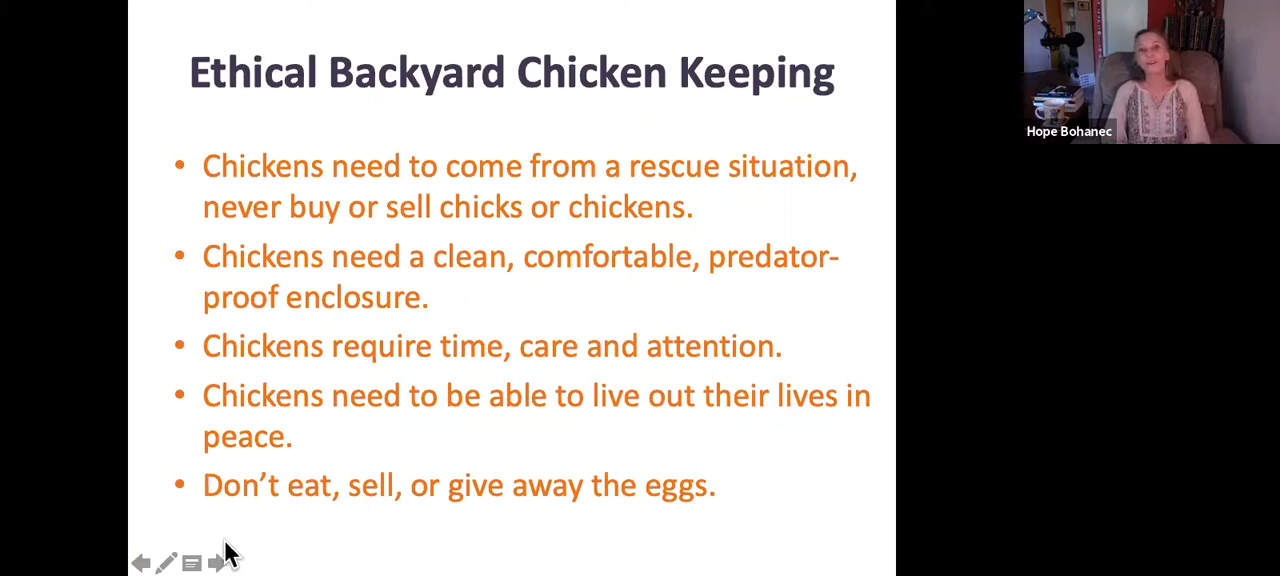 Ethical Backyard Chicken Keeping
Hope Bohanec
• Chickens need to come from a rescue situation,
never buy or sell chicks or chickens.
• Chickens need a clean, comfortable, predator-
proof enclosure.
• Chickens require time, care and attention.
• Chickens need to be able to live out their lives in
peace.
• Don’t eat, sell, or give away the eggs.